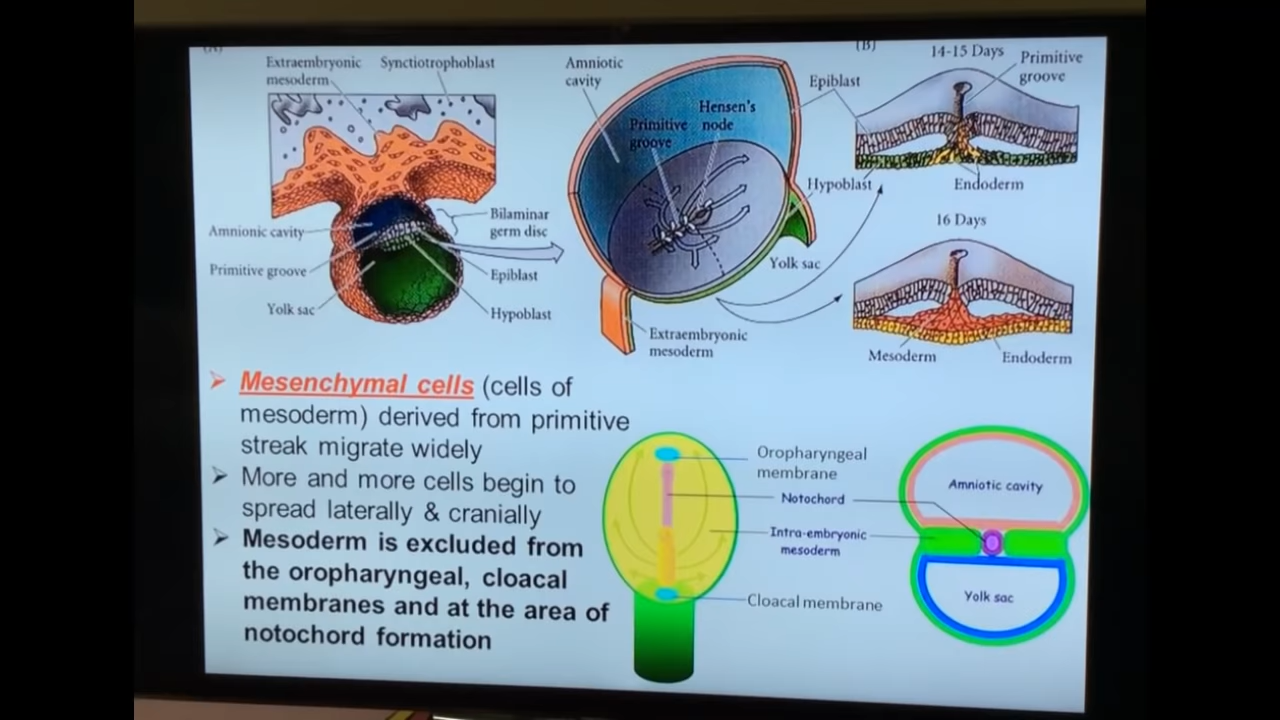 (A)
Extraembryonic
mesoderm
Synctiotrophoblast
Amnionic cavity
Primitive groove
Yolk sac
Bilaminar
germ disc
Epiblast
Hypoblast
Amniotic
cavity
Hensen's
node
Primitive
groove
Epiblast
Hypoblast
Yolk sac
Extraembryonic
mesoderm
(B)
14-15 Days
Primitive
groove
Endoderm
16 Days
Mesoderm
Endoderm
➢ Mesenchymal cells (cells of
mesoderm) derived from primitive
streak migrate widely
➢ More and more cells begin to
spread laterally & cranially
➢ Mesoderm is excluded from
the oropharyngeal, cloacal
membranes and at the area of
notochord formation
Oropharyngeal
membrane
Notochord
Intra-embryonic
mesoderm
Cloacal membrane
Amniotic cavity
Yolk sac